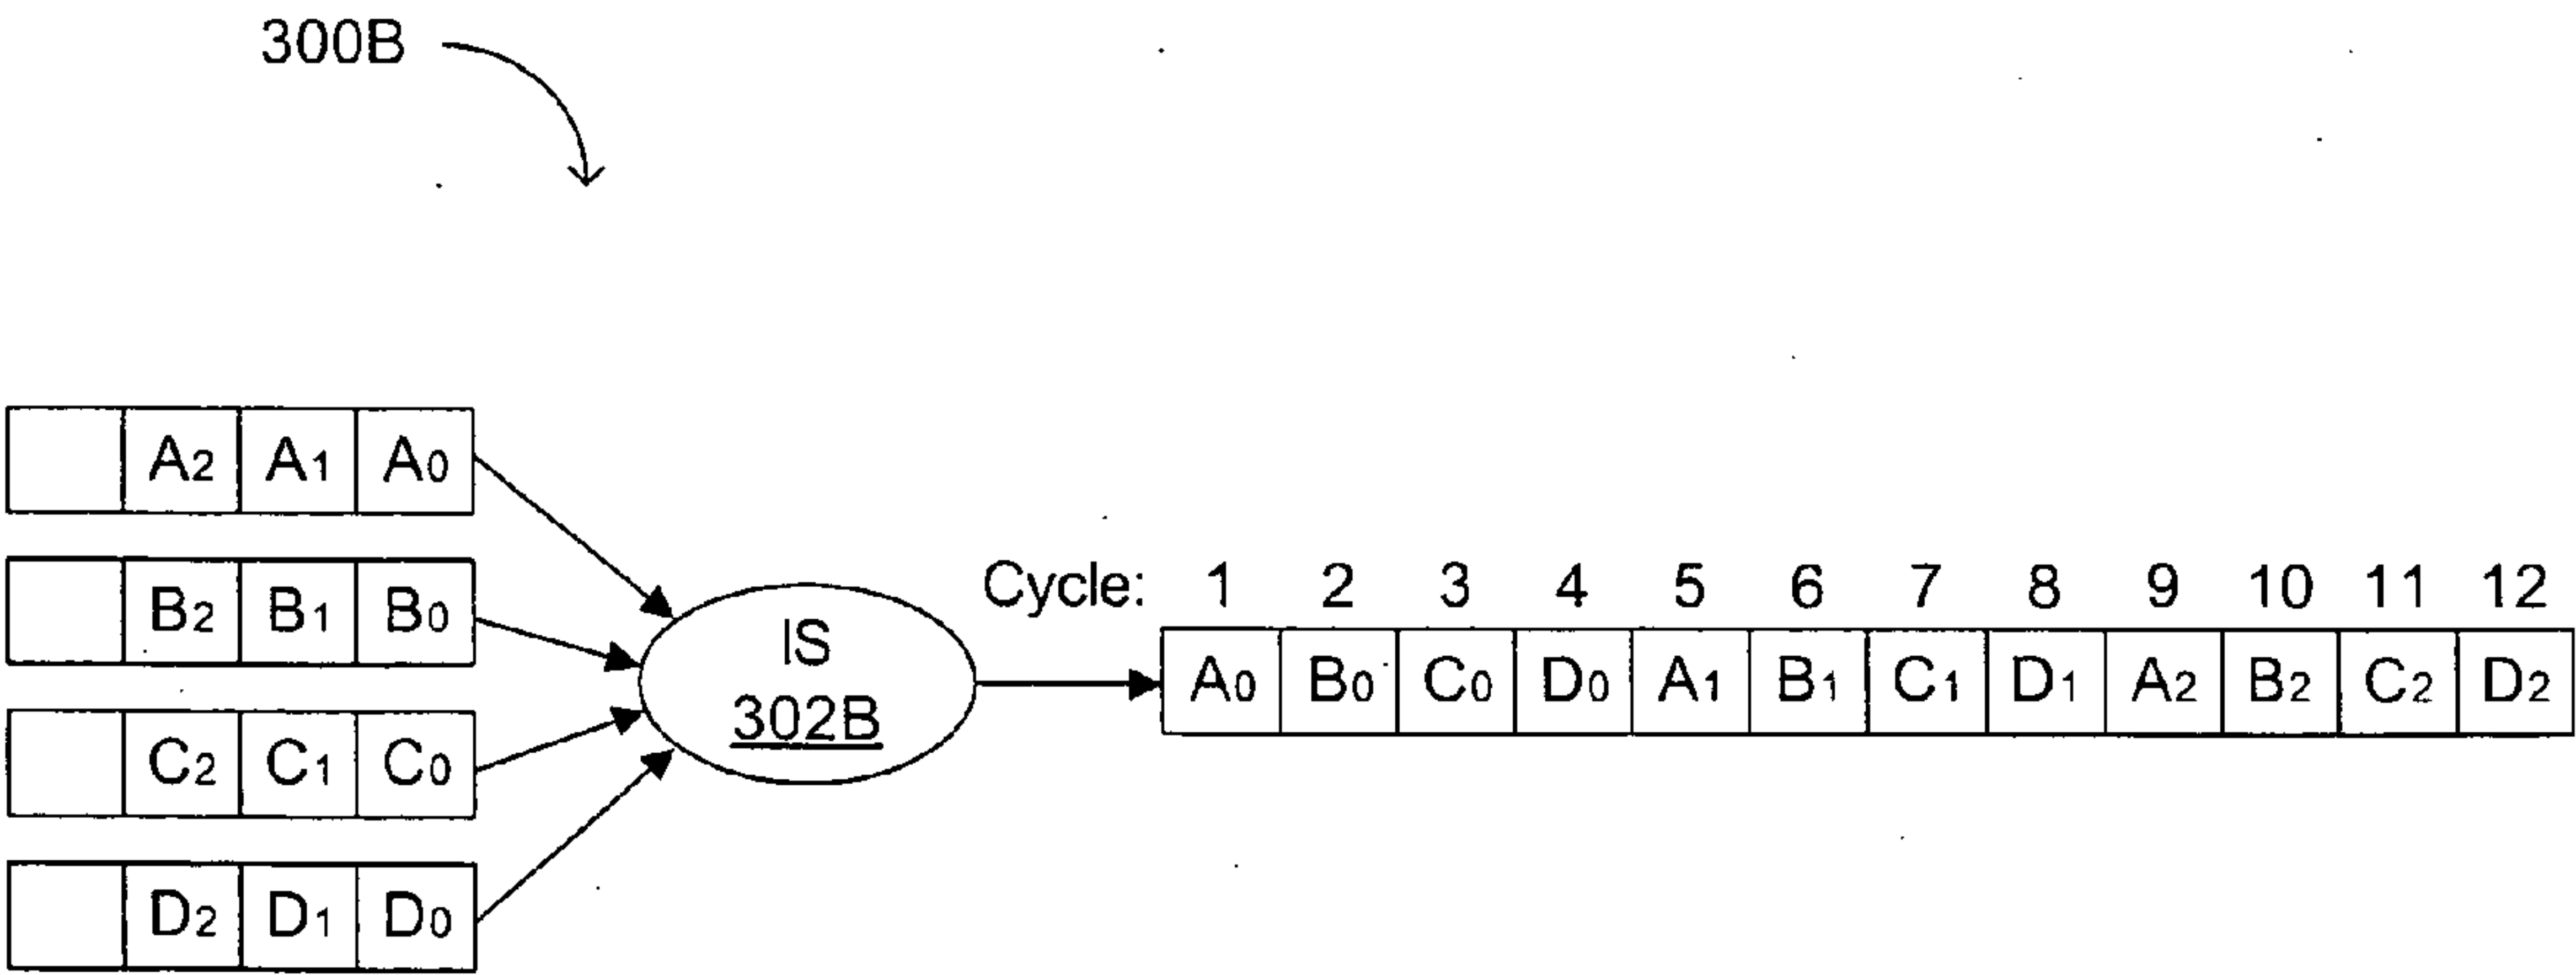 300B
A2 A1 A0
B2 B1 B0
C2 C1 C0
D2 D1 D0
IS
302B
Cycle: 1 2 3 4 5 6 7 8 9 10 11 12
A0 B0 C0 D0 A1 B1 C1 D1 A2 B2 C2 D2